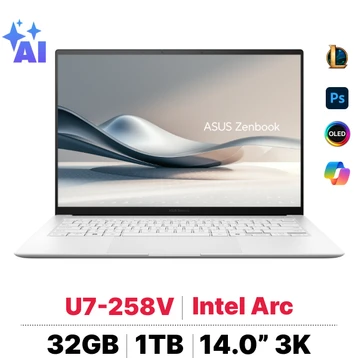 AI
ASUS Zenbook
Ps
OLED
U7-258V | Intel Arc
32GB | 1TB | 14.0” 3K